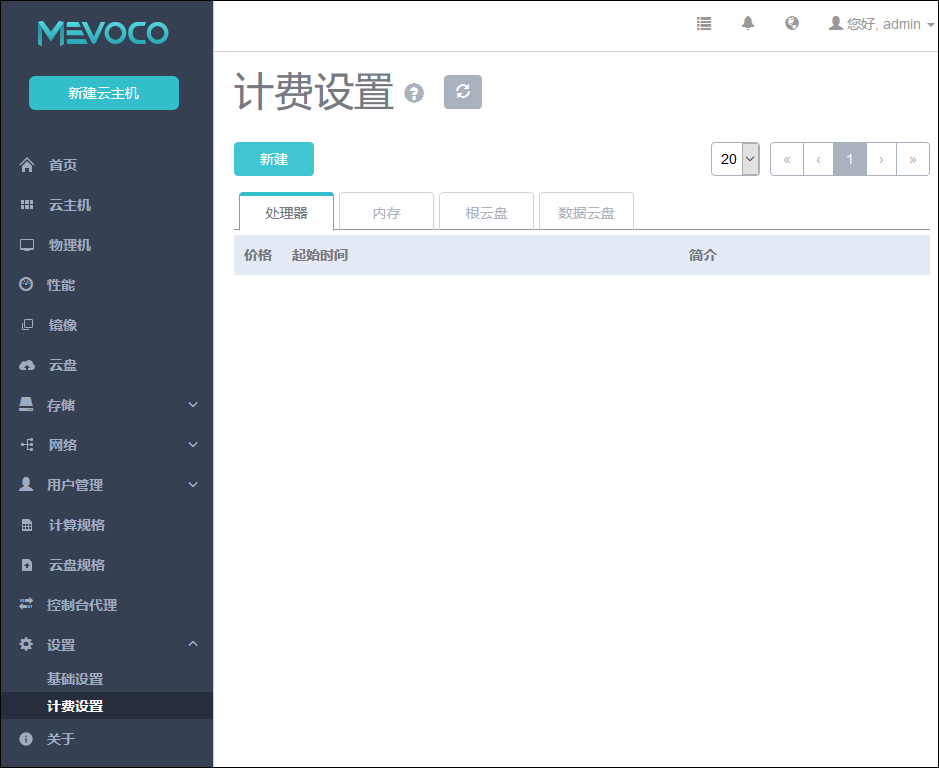 MEVOCO
新建云主机
首页
云主机
物理机
性能
镜像
云盘
存储
网络
用户管理
计算规格
云盘规格
控制台代理
设置
基础设置
计费设置
关于
您好, admin
计费设置 ?
新建
20 « ‹ 1 › »
处理器 内存 根云盘 数据云盘
价格 起始时间 简介